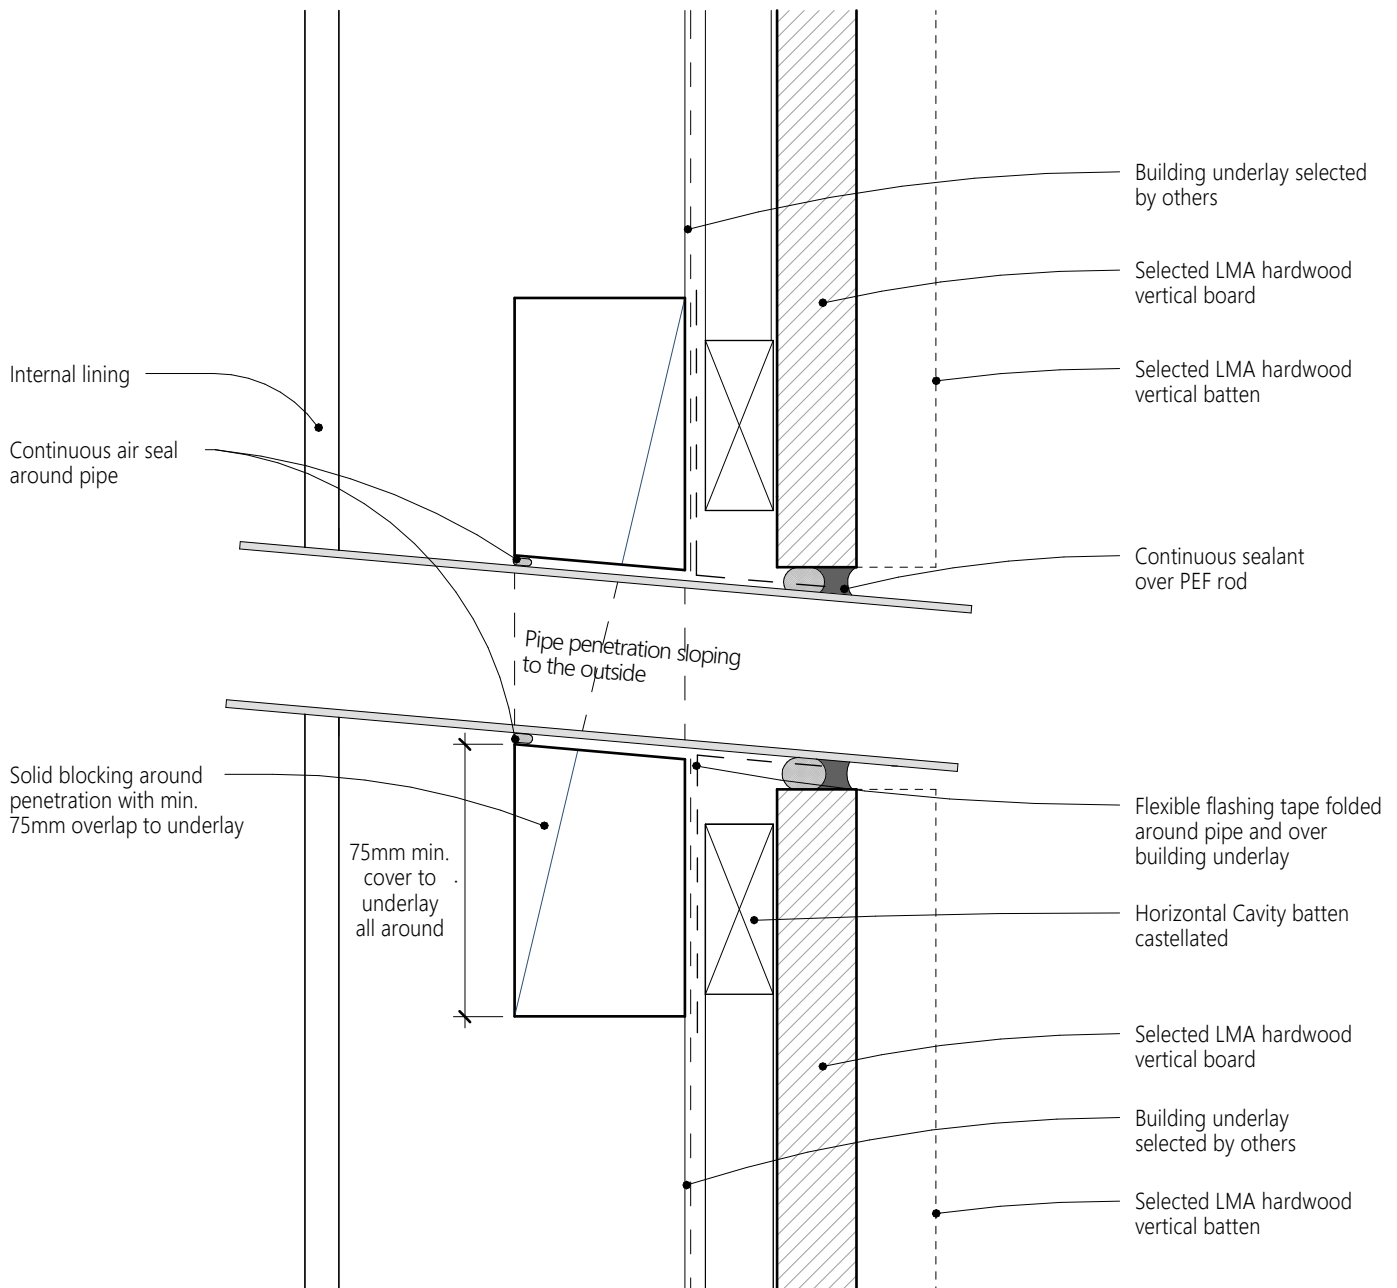 Building underlay selected
by others
Selected LMA hardwood
vertical board
Selected LMA hardwood
vertical batten
Internal lining
Continuous air seal
around pipe
Continuous sealant
over PEF rod
Pipe penetration sloping
to the outside
Solid blocking around
penetration with min.
75mm overlap to underlay
75mm min.
cover to
underlay
all around
Flexible flashing tape folded
around pipe and over
building underlay
Horizontal Cavity batten
castellated
Selected LMA hardwood
vertical board
Building underlay
selected by others
Selected LMA hardwood
vertical batten